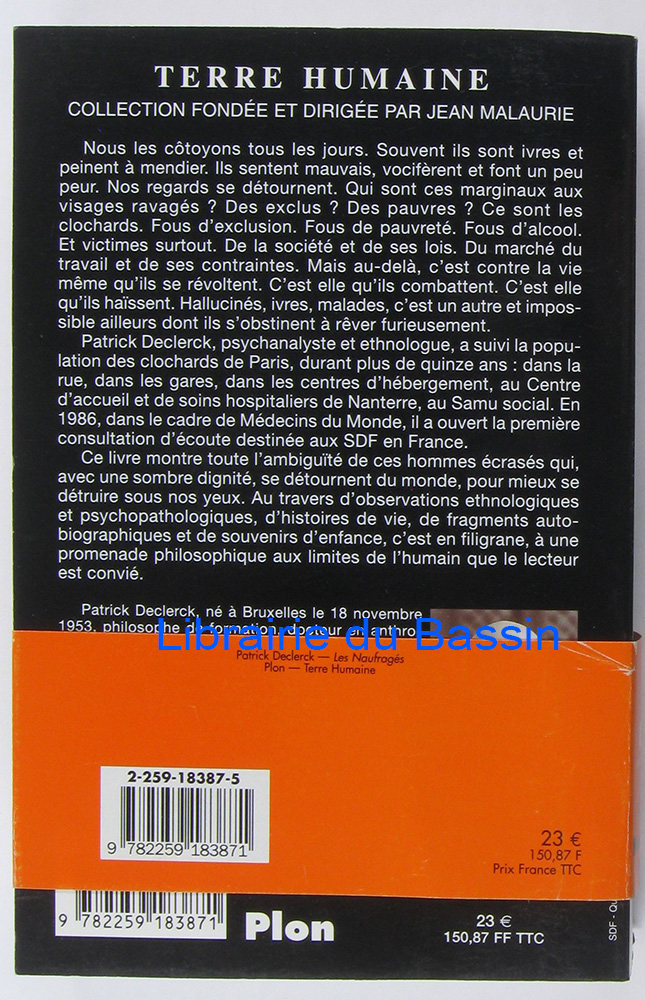 TERRE HUMAINE
COLLECTION FONDÉE ET DIRIGÉE PAR JEAN MALAURIE
Nous les côtoyons tous les jours. Souvent ils sont ivres et
peinent à mendier. Ils sentent mauvais, vocifèrent et font un peu
peur. Nos regards se détournent. Qui sont ces marginaux aux
visages ravagés ? Des exclus ? Des pauvres ? Ce sont les
clochards. Fous d'exclusion. Fous de pauvreté. Fous d'alcool.
Et victimes surtout. De la société et de ses lois. Du marché du
travail et de ses contraintes. Mais au-delà, c'est contre la vie
même qu'ils se révoltent. C'est elle qu'ils combattent. C'est elle
qu'ils haïssent. Hallucinés, ivres, malades, c'est un autre et impos-
sible ailleurs dont ils s'obstinent à rêver furieusement.
Patrick Declerck, psychanalyste et ethnologue, a suivi la popu-
lation des clochards de Paris, durant plus de quinze ans : dans la
rue, dans les gares, dans les centres d'hébergement, au Centre
d'accueil et de soins hospitaliers de Nanterre, au Samu social. En
1986, dans le cadre de Médecins du Monde, il a ouvert la première
consultation d'écoute destinée aux SDF en France.
Ce livre montre toute l'ambiguïté de ces hommes écrasés qui,
avec une sombre dignité, se détournent du monde, pour mieux se
détruire sous nos yeux. Au travers d'observations ethnologiques
et psychopathologiques, d'histoires de vie, de fragments auto-
biographiques et de souvenirs d'enfance, c'est en filigrane, à une
promenade philosophique aux limites de l'humain que le lecteur
est convié.
Patrick Declerck, né à Bruxelles le 18 novembre
1953, philosophe de formation, docteur en anthro
Librairie du Bassin
Patrick Declerck — Les Naufragés
Plon — Terre Humaine
2-259-18387-5
9 782259 183871
23 €
150,87 F
Prix France TTC
9 782259 183871
Plon
23 €
150,87 FF TTC
SDF - Qu